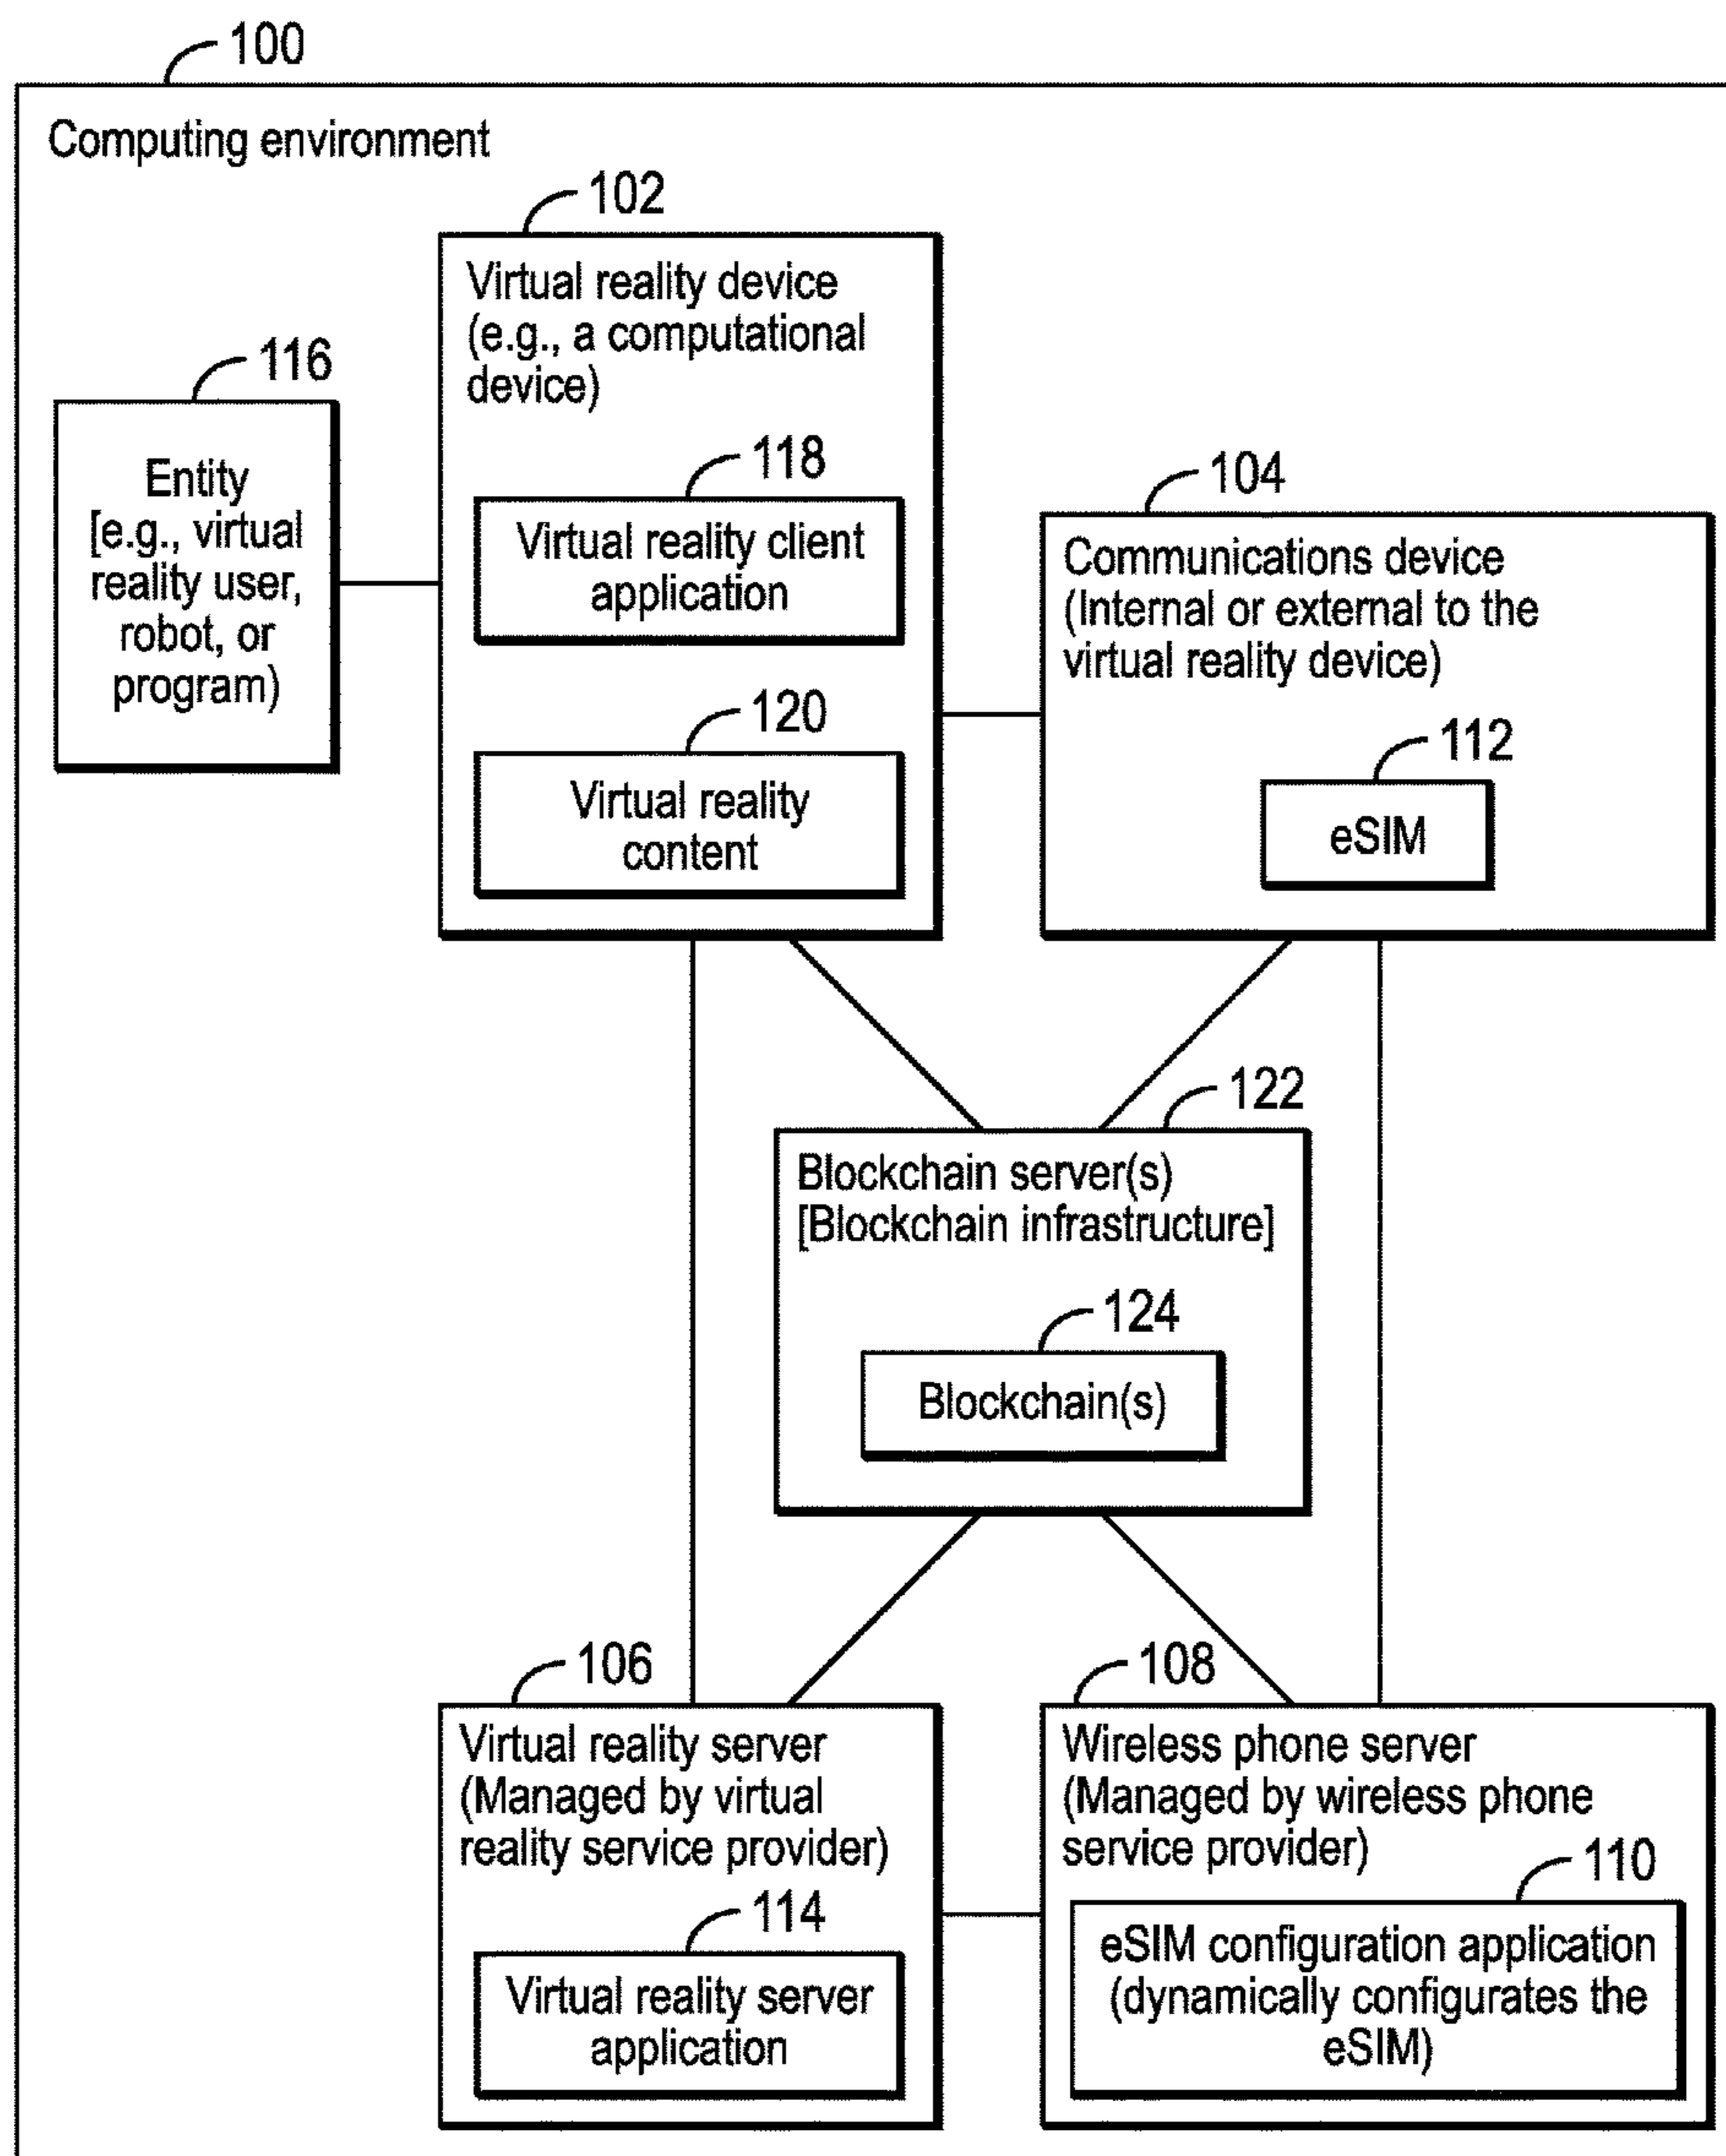 100
Computing environment
102
Virtual reality device
(e.g., a computational
device)
116
Entity
[e.g., virtual
reality user,
robot, or
program)
118
Virtual reality client
application
120
Virtual reality
content
104
Communications device
(Internal or external to the
virtual reality device)
112
eSIM
122
Blockchain server(s)
[Blockchain infrastructure]
124
Blockchain(s)
106
Virtual reality server
(Managed by virtual
reality service provider)
114
Virtual reality server
application
108
Wireless phone server
(Managed by wireless phone
service provider)
110
eSIM configuration application
(dynamically configurates the
eSIM)